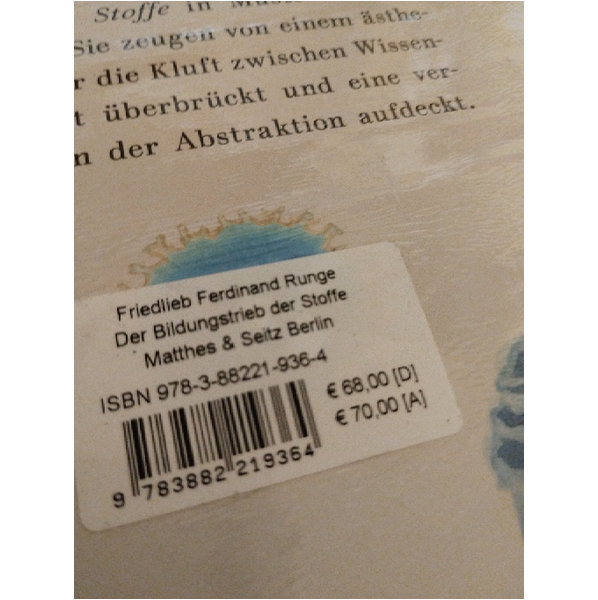 Stoffe in
Sie zeugen von einem ästhe-
r die Kluft zwischen Wissen-
t überbrückt und eine ver-
n der Abstraktion aufdeckt.
Friedlieb Ferdinand Runge
Der Bildungstrieb der Stoffe
Matthes & Seitz Berlin
ISBN 978-3-88221-936-4
€ 68,00 [D]
€ 70,00 [A]
9 783882 219364